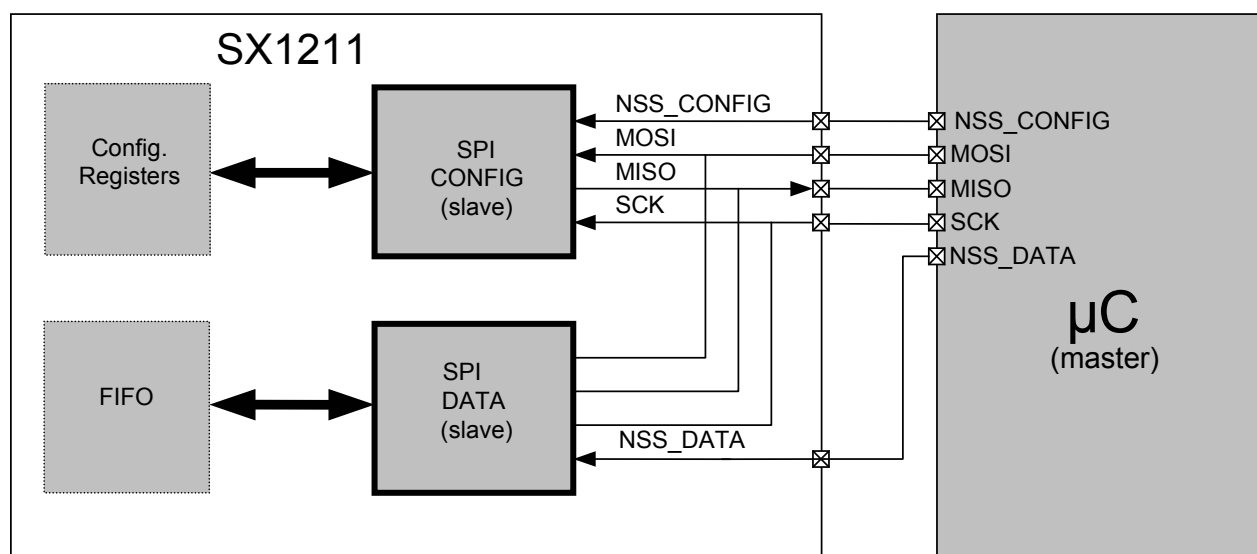 SX1211
Config.
Registers
SPI
CONFIG
(slave)
NSS_CONFIG
MOSI
MISO
SCK
FIFO
SPI
DATA
(slave)
NSS_DATA
NSS_CONFIG
MOSI
MISO
SCK
NSS_DATA
µC
(master)